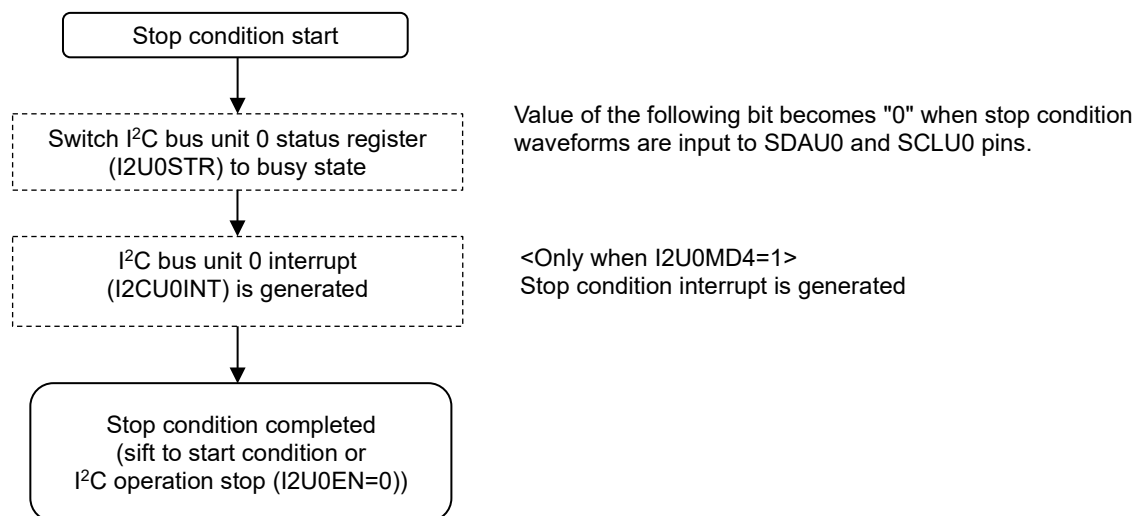 Stop condition start
Switch I²C bus unit 0 status register
(I2U0STR) to busy state
Value of the following bit becomes "0" when stop condition
waveforms are input to SDAU0 and SCLU0 pins.
I²C bus unit 0 interrupt
(I2CU0INT) is generated
<Only when I2U0MD4=1>
Stop condition interrupt is generated
Stop condition completed
(sift to start condition or
I²C operation stop (I2U0EN=0))